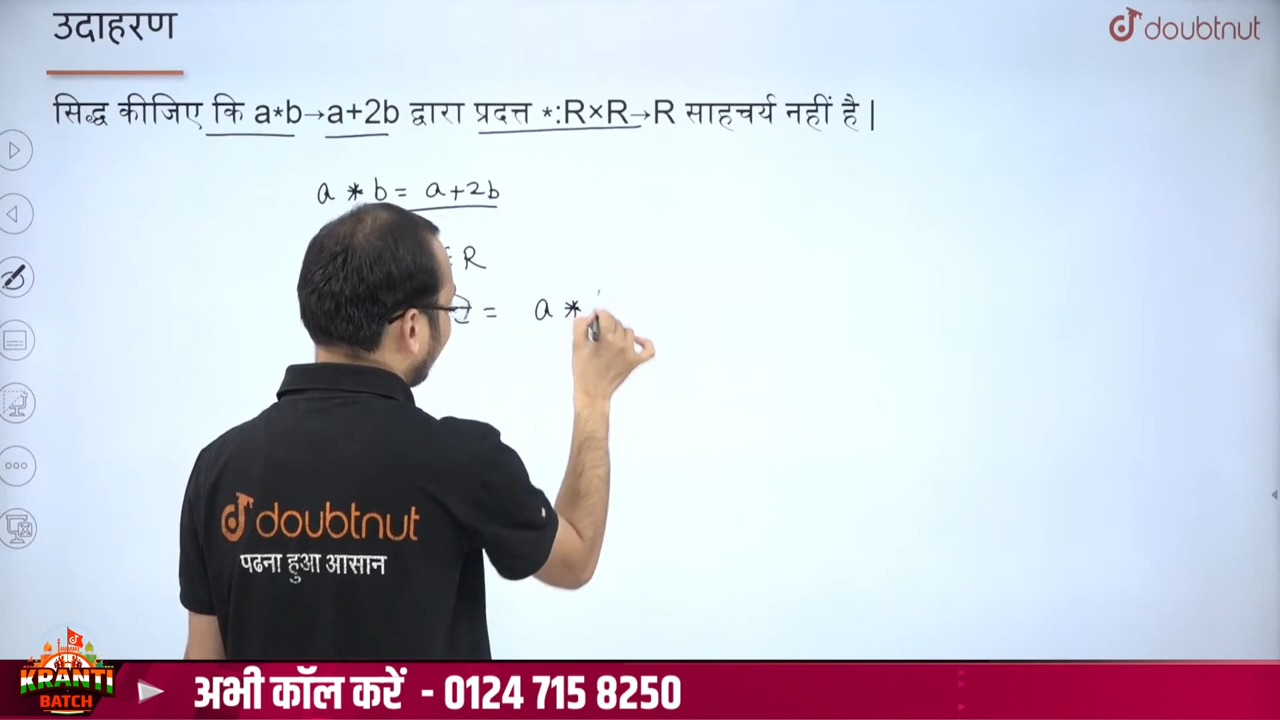 उदाहरण
doubtnut
सिद्ध कीजिए कि a*b→a+2b द्वारा प्रदत्त *:R×R→R साहचर्य नहीं है |
a * b = a+2b
R
= a *
doubtnut
पढना हुआ आसान
KRANTI
BATCH
अभी कॉल करें - 0124 715 8250